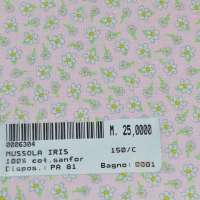 M. 25,0000
0006304
MUSSOLA IRIS 150/C
100% cot.sanfor
Dispos.: PA 81 Bagno: 0001